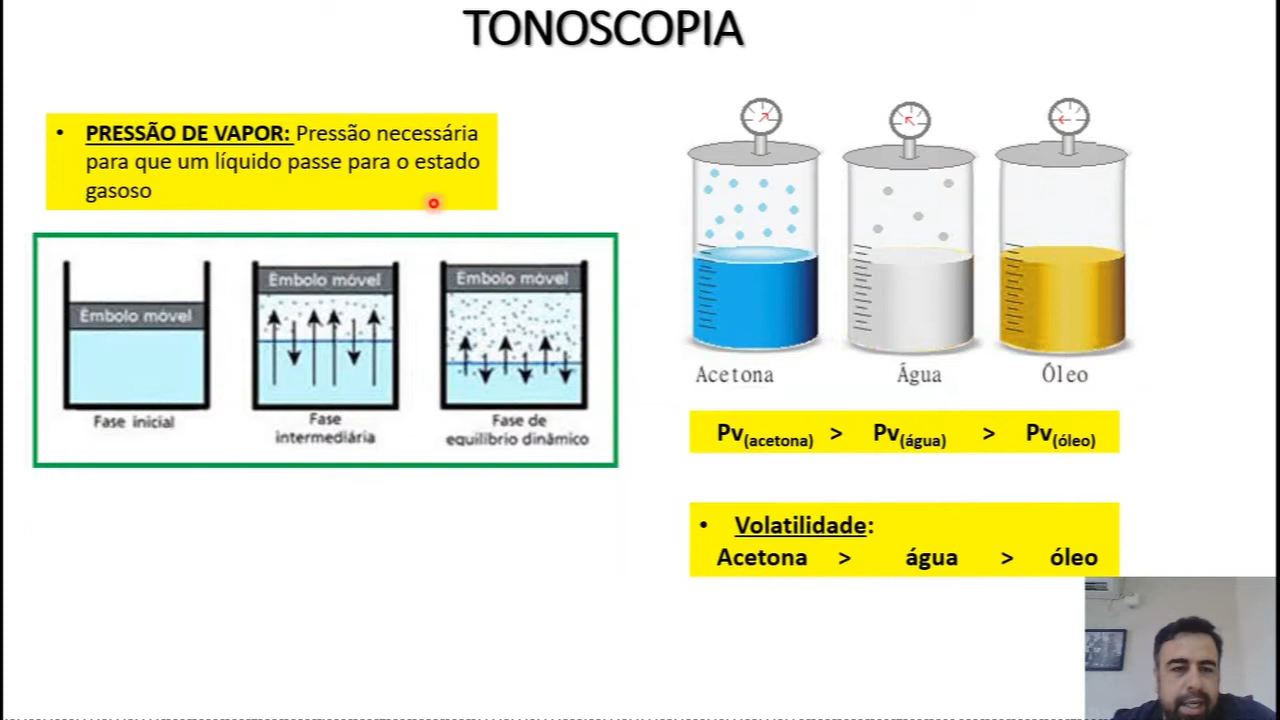 TONOSCOPIA
• PRESSÃO DE VAPOR: Pressão necessária
para que um líquido passe para o estado
gasoso
Êmbolo móvel
Fase inicial
Êmbolo móvel
Fase
intermediária
Êmbolo móvel
Fase de
equilíbrio dinâmico
Acetona
Água
Óleo
Pv(acetona) > Pv(água) > Pv(óleo)
• Volatilidade:
Acetona > água > óleo